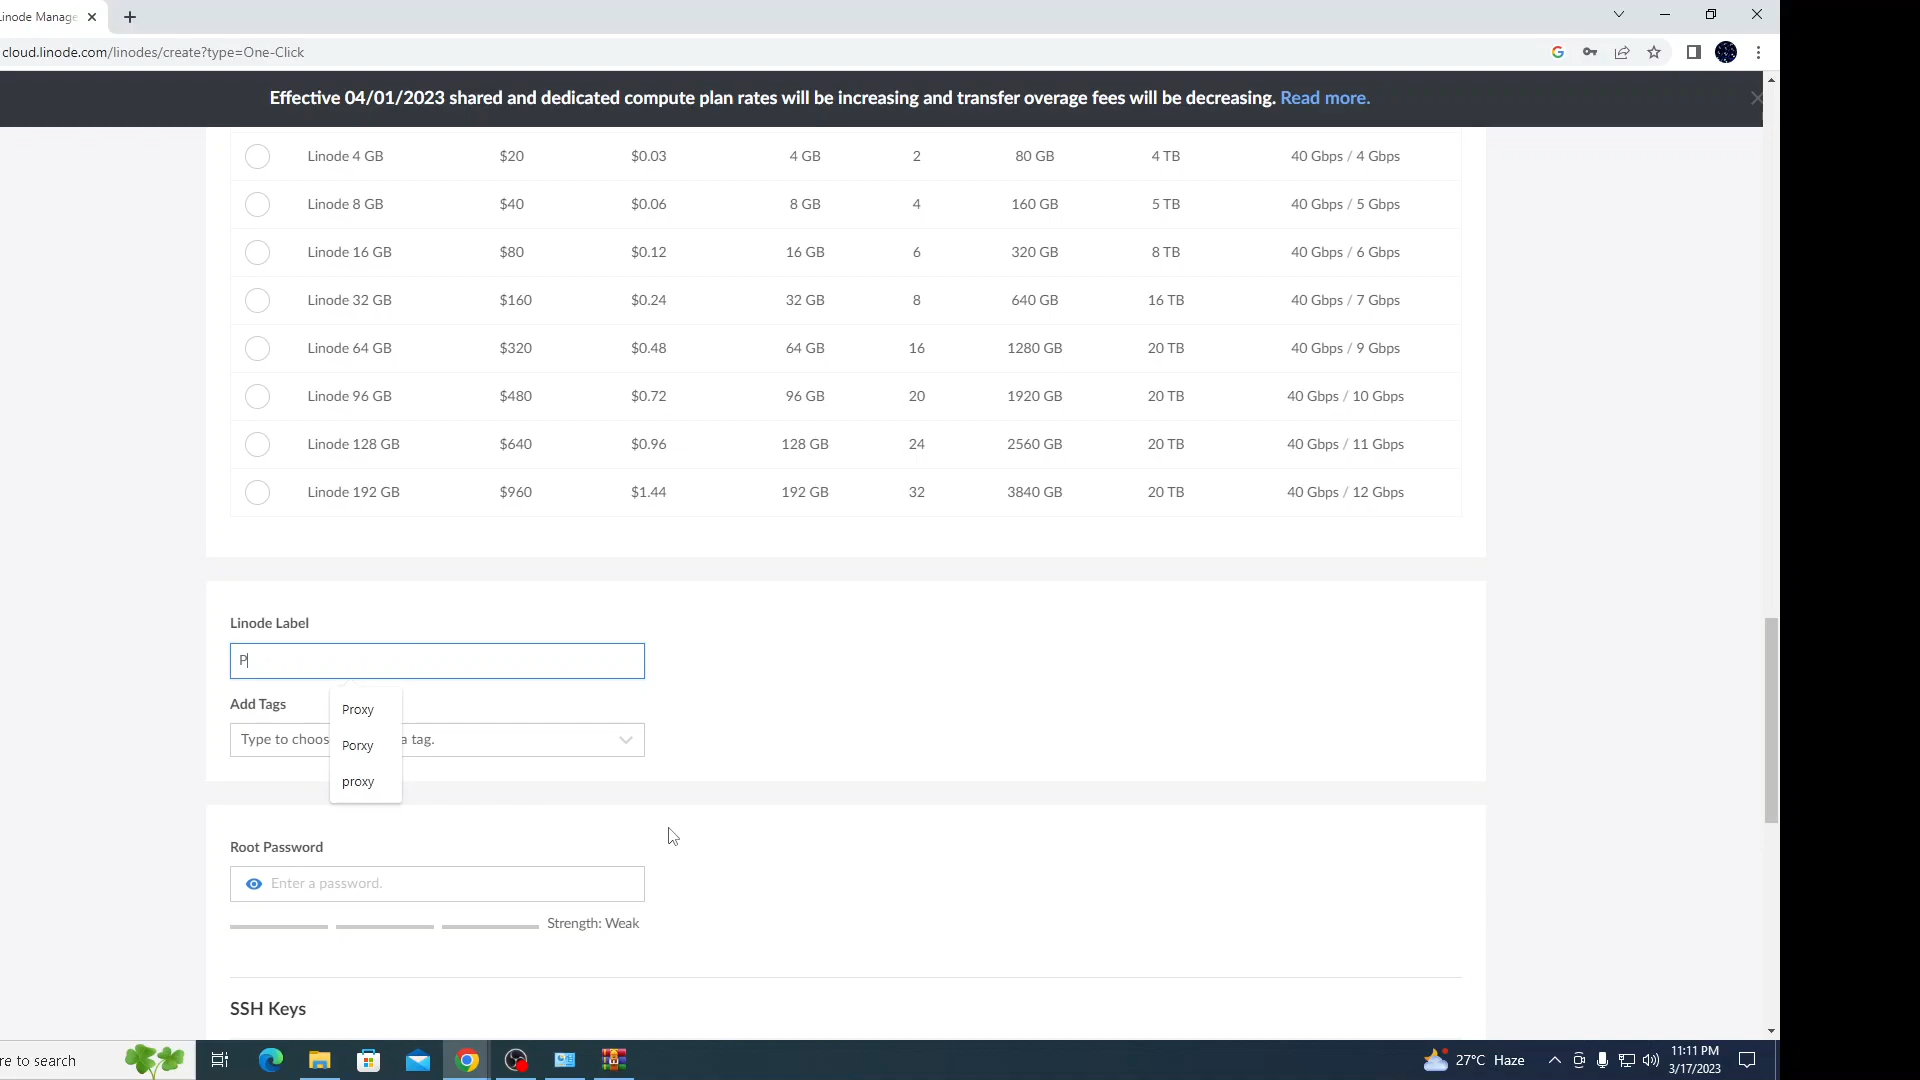 Linode Manage
cloud.linode.com/linodes/create?type=One-Click
Effective 04/01/2023 shared and dedicated compute plan rates will be increasing and transfer overage fees will be decreasing. Read more.
Linode 4 GB $20 $0.03 4 GB 2 80 GB 4 TB 40 Gbps / 4 Gbps
Linode 8 GB $40 $0.06 8 GB 4 160 GB 5 TB 40 Gbps / 5 Gbps
Linode 16 GB $80 $0.12 16 GB 6 320 GB 8 TB 40 Gbps / 6 Gbps
Linode 32 GB $160 $0.24 32 GB 8 640 GB 16 TB 40 Gbps / 7 Gbps
Linode 64 GB $320 $0.48 64 GB 16 1280 GB 20 TB 40 Gbps / 9 Gbps
Linode 96 GB $480 $0.72 96 GB 20 1920 GB 20 TB 40 Gbps / 10 Gbps
Linode 128 GB $640 $0.96 128 GB 24 2560 GB 20 TB 40 Gbps / 11 Gbps
Linode 192 GB $960 $1.44 192 GB 32 3840 GB 20 TB 40 Gbps / 12 Gbps
Linode Label
P
Add Tags
Type to choos a tag.
Proxy
Porxy
proxy
Root Password
Enter a password.
Strength: Weak
SSH Keys
re to search
27°C Haze
11:11 PM
3/17/2023